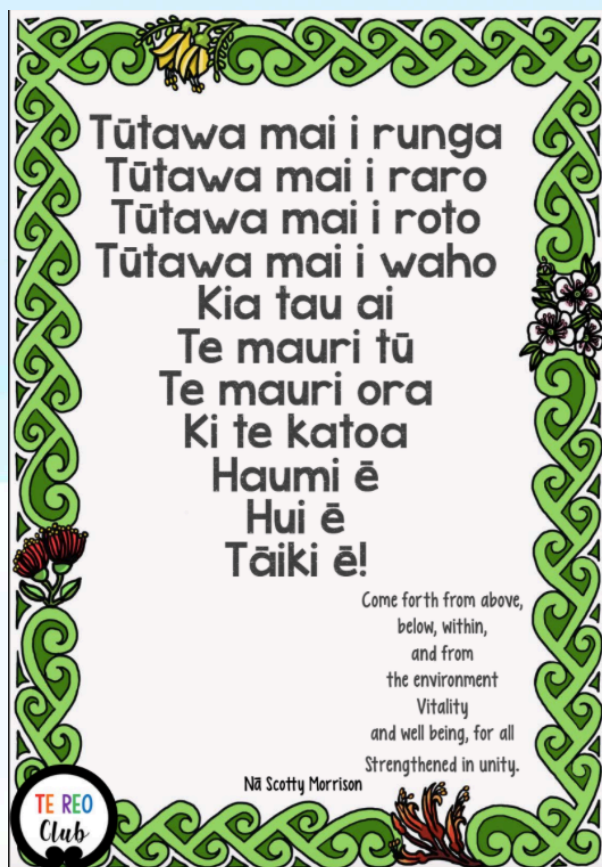 Tūtawa mai i runga
Tūtawa mai i raro
Tūtawa mai i roto
Tūtawa mai i waho
Kia tau ai
Te mauri tū
Te mauri ora
Ki te katoa
Haumi ē
Hui ē
Tāiki ē!
Come forth from above,
below, within,
and from
the environment
Vitality
and well being, for all
Strengthened in unity.
Nā Scotty Morrison
TE REO
Club